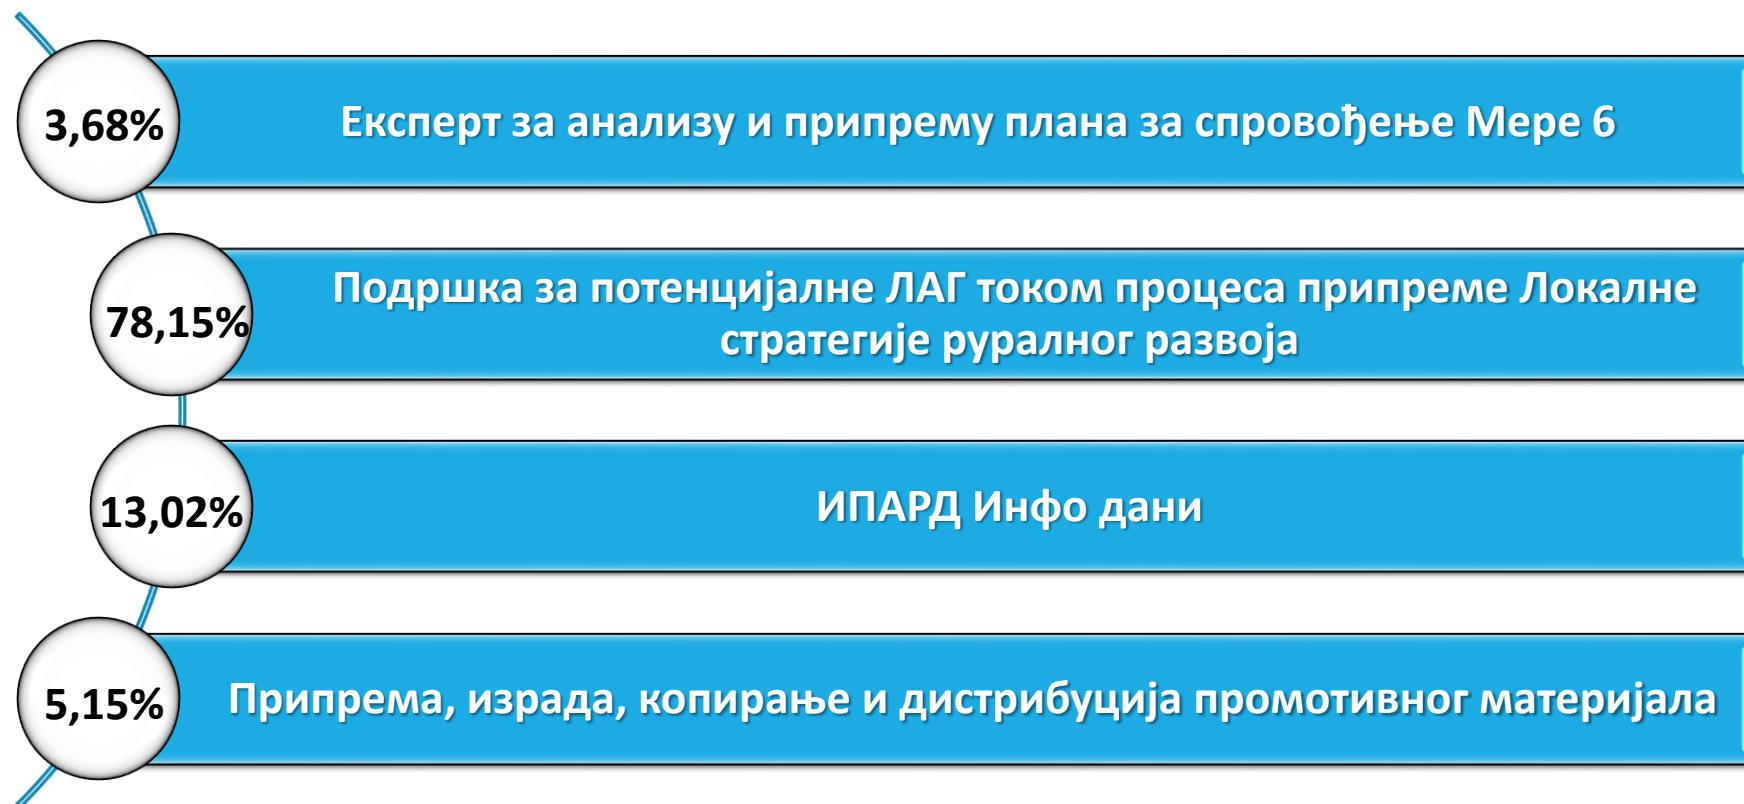 3,68%
Експерт за анализу и припрему плана за спровођење Мере 6
78,15%
Подршка за потенцијалне ЛАГ током процеса припреме Локалне
стратегије руралног развоја
13,02%
ИПАРД Инфо дани
5,15%
Припрема, израда, копирање и дистрибуција промотивног материјала